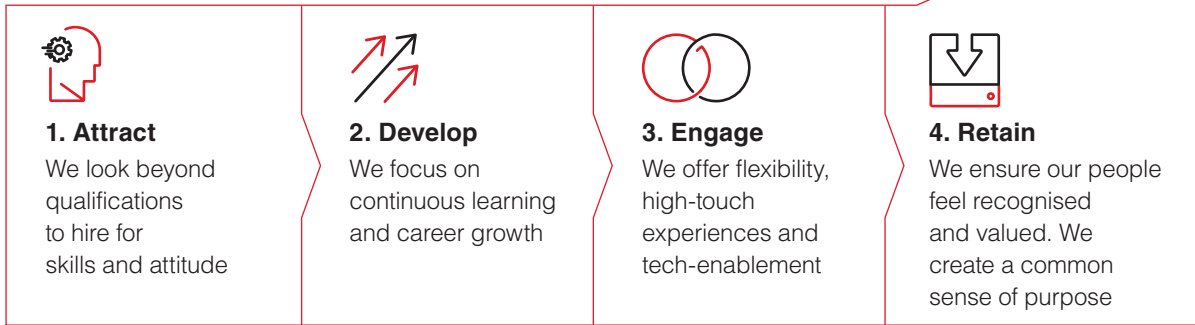 1. Attract
We look beyond
qualifications
to hire for
skills and attitude
2. Develop
We focus on
continuous learning
and career growth
3. Engage
We offer flexibility,
high-touch
experiences and
tech-enablement
4. Retain
We ensure our people
feel recognised
and valued. We
create a common
sense of purpose